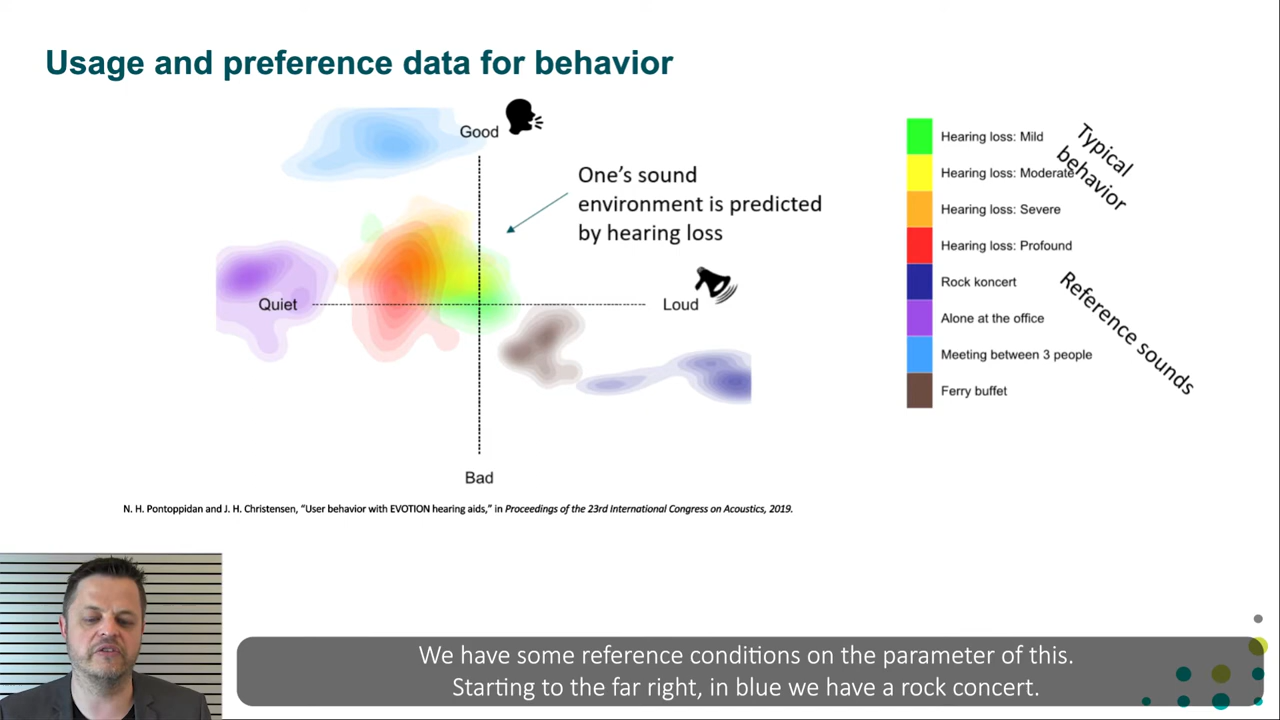 Usage and preference data for behavior
Good
One's sound
environment is predicted
by hearing loss
Quiet
Loud
Bad
Hearing loss: Mild
Hearing loss: Moderate
Hearing loss: Severe
Hearing loss: Profound
Rock koncert
Alone at the office
Meeting between 3 people
Ferry buffet
Typical
behavior
Reference sounds
N. H. Pontoppidan and J. H. Christensen, “User behavior with EVOTION hearing aids,” in Proceedings of the 23rd International Congress on Acoustics, 2019.
We have some reference conditions on the parameter of this.
Starting to the far right, in blue we have a rock concert.